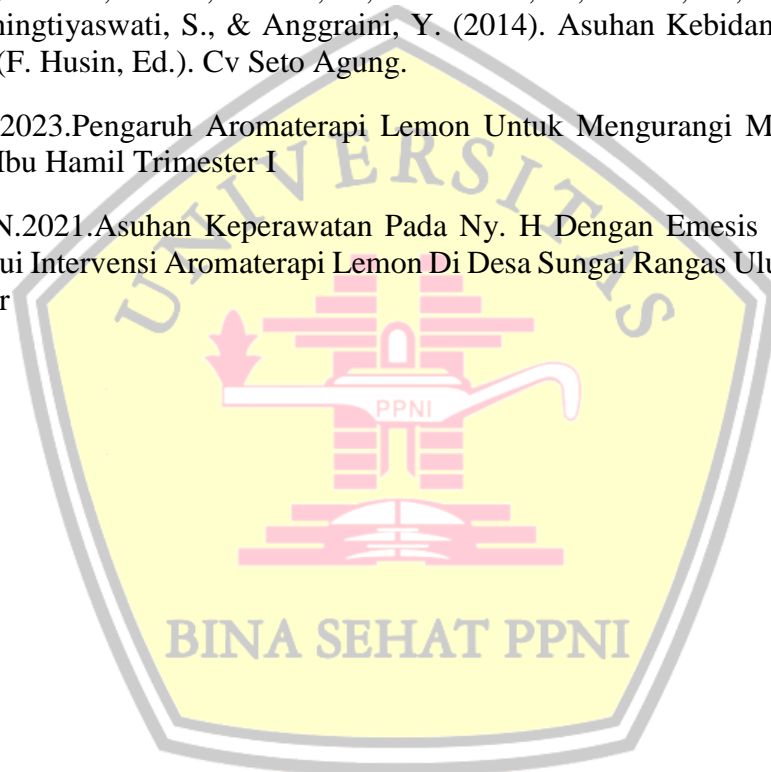 ningtiyaswati, S., & Anggraini, Y. (2014). Asuhan Kebidan
(F. Husin, Ed.). Cv Seto Agung.
2023.Pengaruh Aromaterapi Lemon Untuk Mengurangi M
Ibu Hamil Trimester I
N.2021.Asuhan Keperawatan Pada Ny. H Dengan Emesis
ui Intervensi Aromaterapi Lemon Di Desa Sungai Rangas Ulu
r
UNIVERSITAS
PPNI
BINA SEHAT PPNI